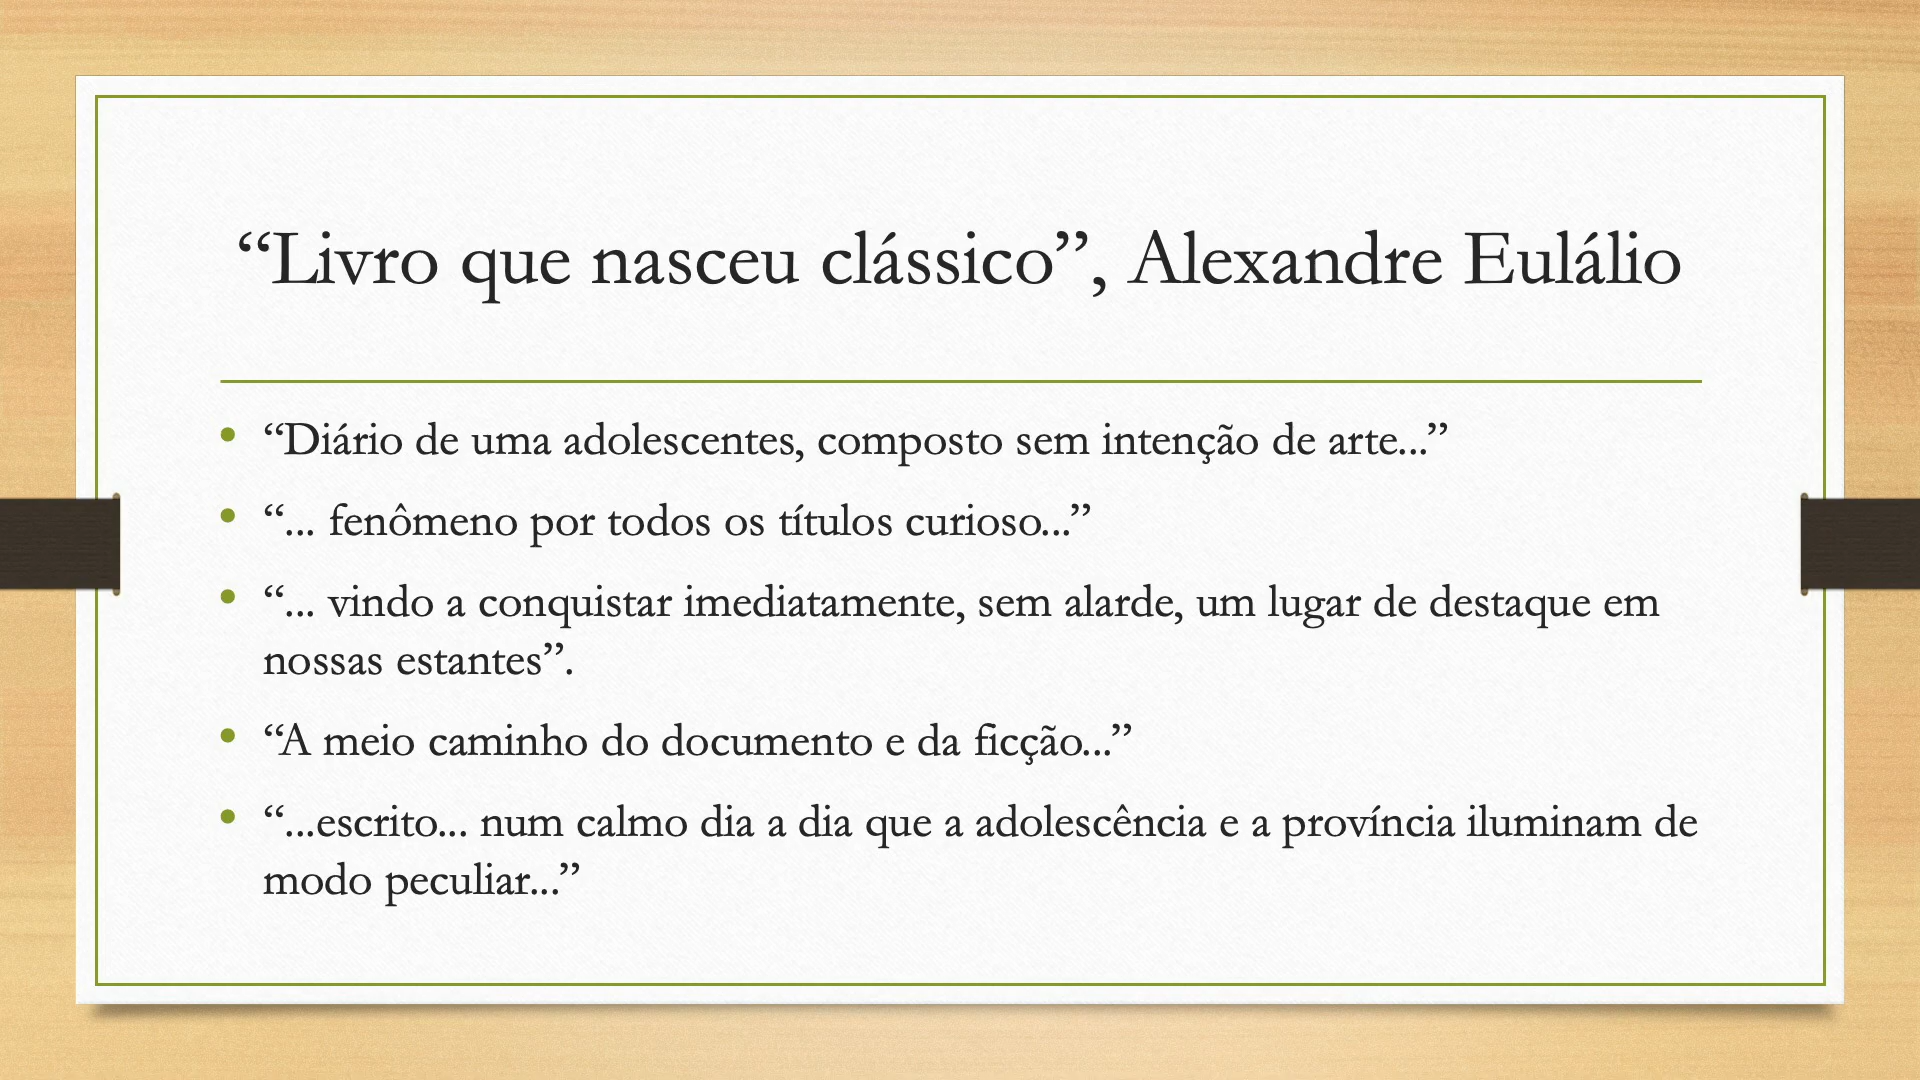 “Livro que nasceu clássico”, Alexandre Eulálio
• “Diário de uma adolescentes, composto sem intenção de arte...”
• “... fenômeno por todos os títulos curioso...”
• “... vindo a conquistar imediatamente, sem alarde, um lugar de destaque em
nossas estantes”.
• “A meio caminho do documento e da ficção...”
• “...escrito... num calmo dia a dia que a adolescência e a província iluminam de
modo peculiar...”